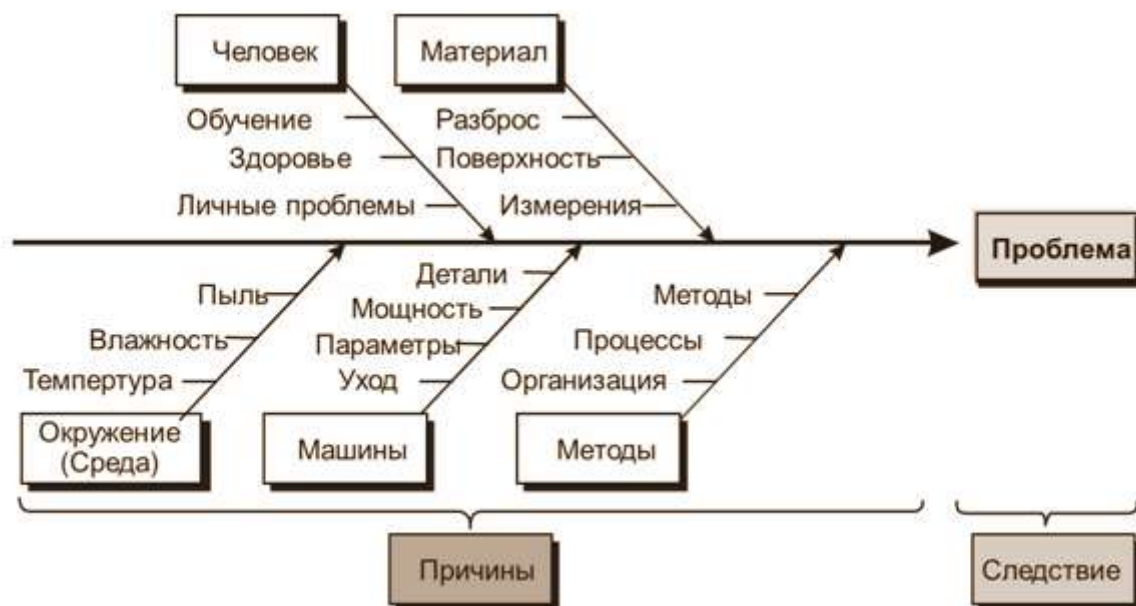 Человек
Материал
Обучение
Разброс
Здоровье
Поверхность
Личные проблемы
Измерения
Проблема
Детали
Пыль
Мощность
Методы
Влажность
Параметры
Процессы
Темпертура
Уход
Организация
Окружение
(Среда)
Машины
Методы
Причины
Следствие